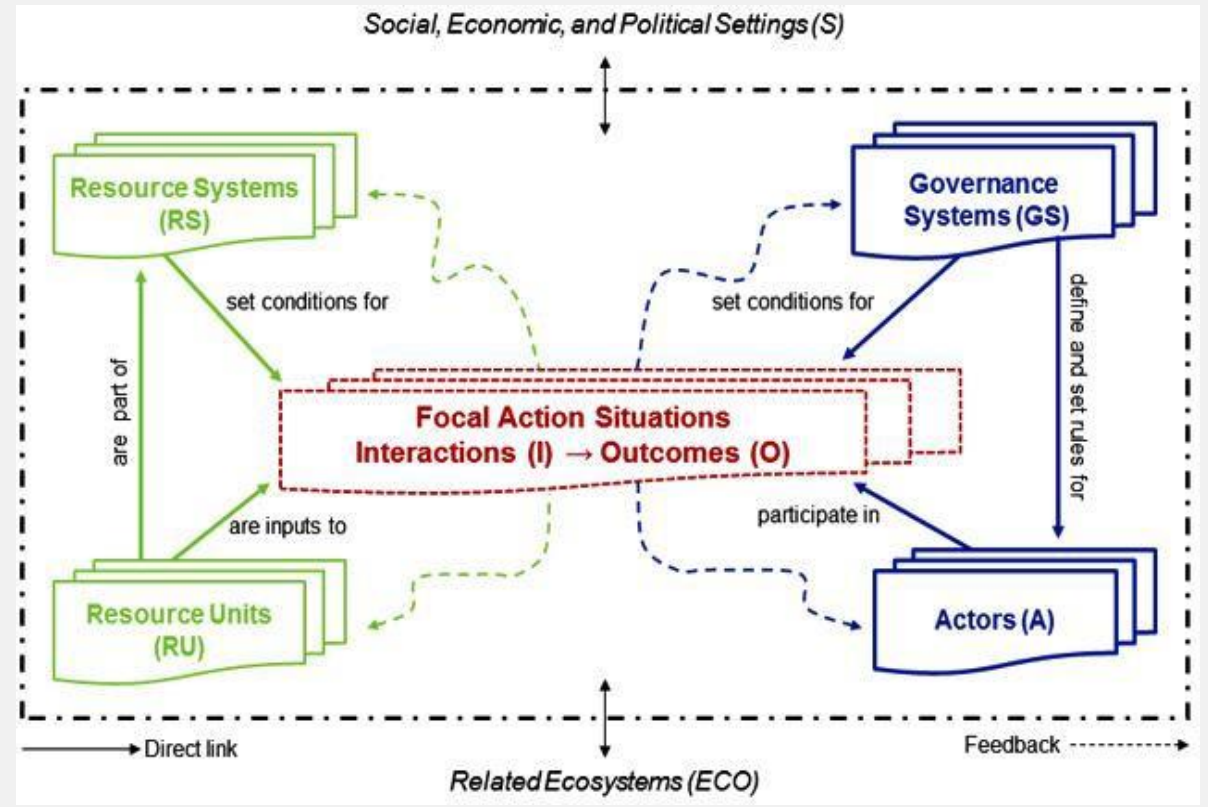 Social, Economic, and Political Settings (S)
Resource Systems
(RS)
Governance
Systems (GS)
set conditions for
set conditions for
are part of
define and set rules for
Focal Action Situations
Interactions (I) → Outcomes (O)
are inputs to
participate in
Resource Units
(RU)
Actors (A)
Direct link
Feedback
Related Ecosystems (ECO)